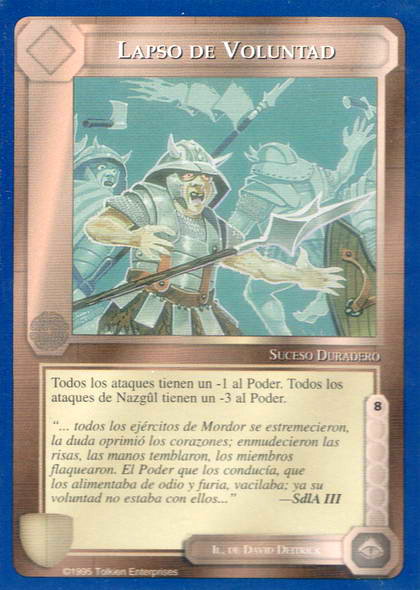 LAPSO DE VOLUNTAD
SUCESO DURADERO
Todos los ataques tienen un -1 al Poder. Todos los
ataques de Nazgûl tienen un -3 al Poder.
8
“... todos los ejércitos de Mordor se estremecieron,
la duda oprimió los corazones; enmudecieron las
risas, las manos temblaron, los miembros
flaquearon. El Poder que los conducía, que
los alimentaba de odio y furia, vacilaba; ya su
voluntad no estaba con ellos...” —SdlA III
IL. DE DAVID DEITRICK
©1995 Tolkien Enterprises